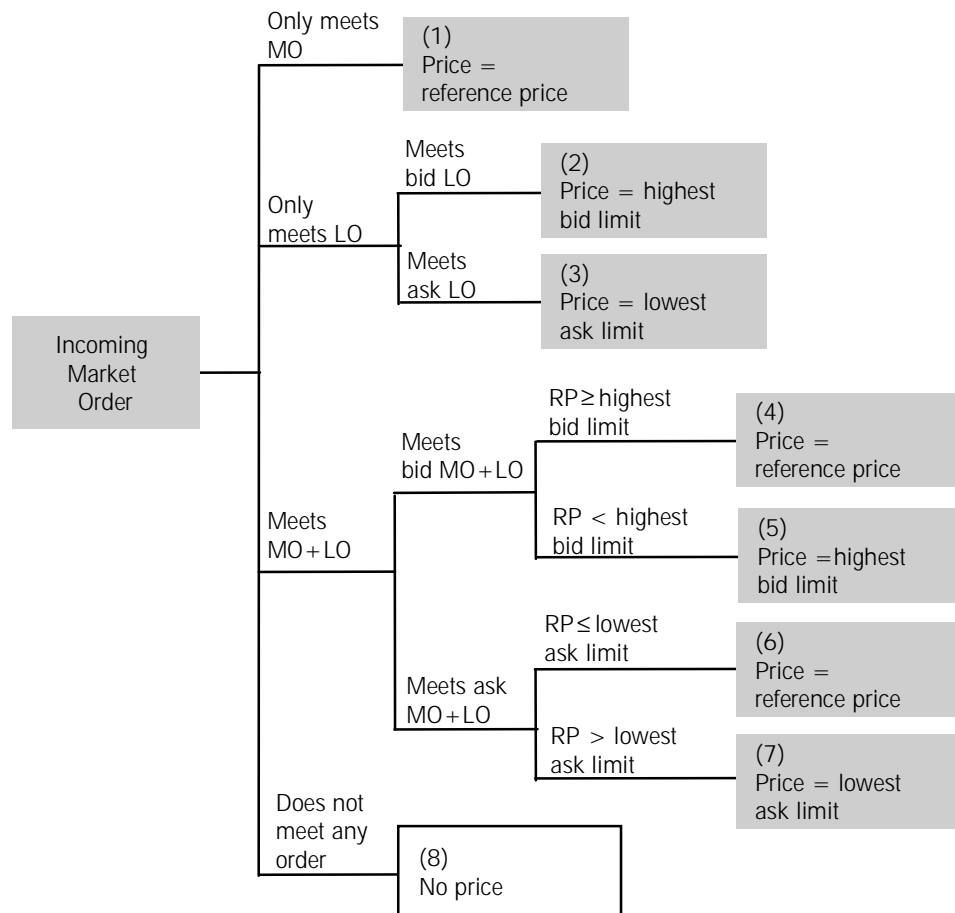 Only meets
MO
(1)
Price =
reference price
Meets
bid LO
(2)
Price = highest
bid limit
Only
meets LO
Meets
ask LO
(3)
Price = lowest
ask limit
Incoming
Market
Order
RP≥highest
bid limit
(4)
Price =
reference price
Meets
bid MO+LO
RP < highest
bid limit
(5)
Price =highest
bid limit
Meets
MO+LO
RP≤lowest
ask limit
(6)
Price =
reference price
Meets ask
MO+LO
RP > lowest
ask limit
(7)
Price = lowest
ask limit
Does not
meet any
order
(8)
No price